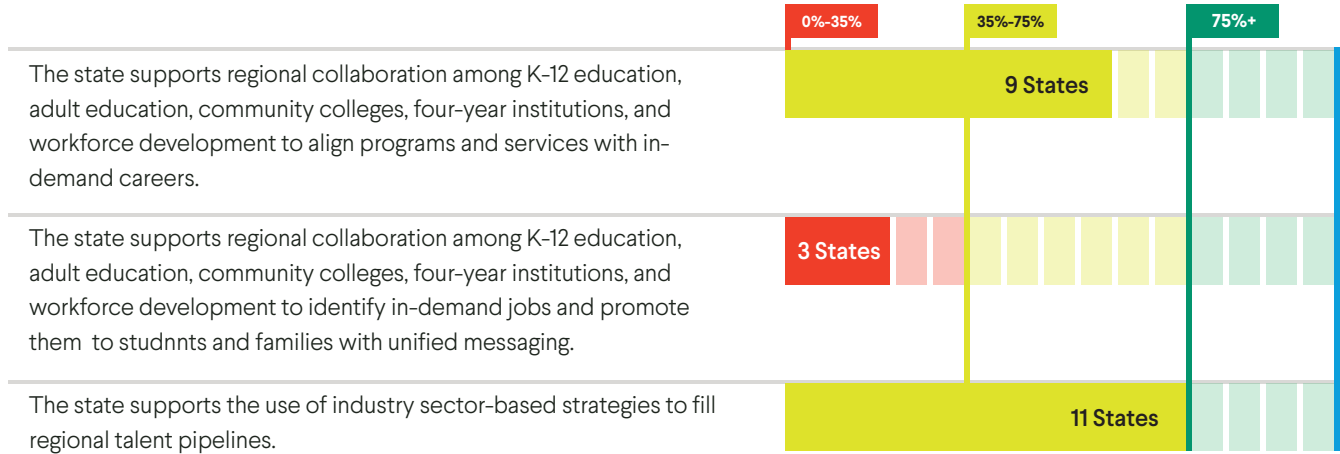 0%-35%
35%-75%
75%+
The state supports regional collaboration among K-12 education,
adult education, community colleges, four-year institutions, and
workforce development to align programs and services with in-
demand careers.
9 States
The state supports regional collaboration among K-12 education,
adult education, community colleges, four-year institutions, and
workforce development to identify in-demand jobs and promote
them  to studnnts and families with unified messaging.
3 States
The state supports the use of industry sector-based strategies to fill
regional talent pipelines.
11 States